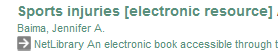 Sports injuries [electronic resource]
Baima, Jennifer A.
NetLibrary An electronic book accessible through